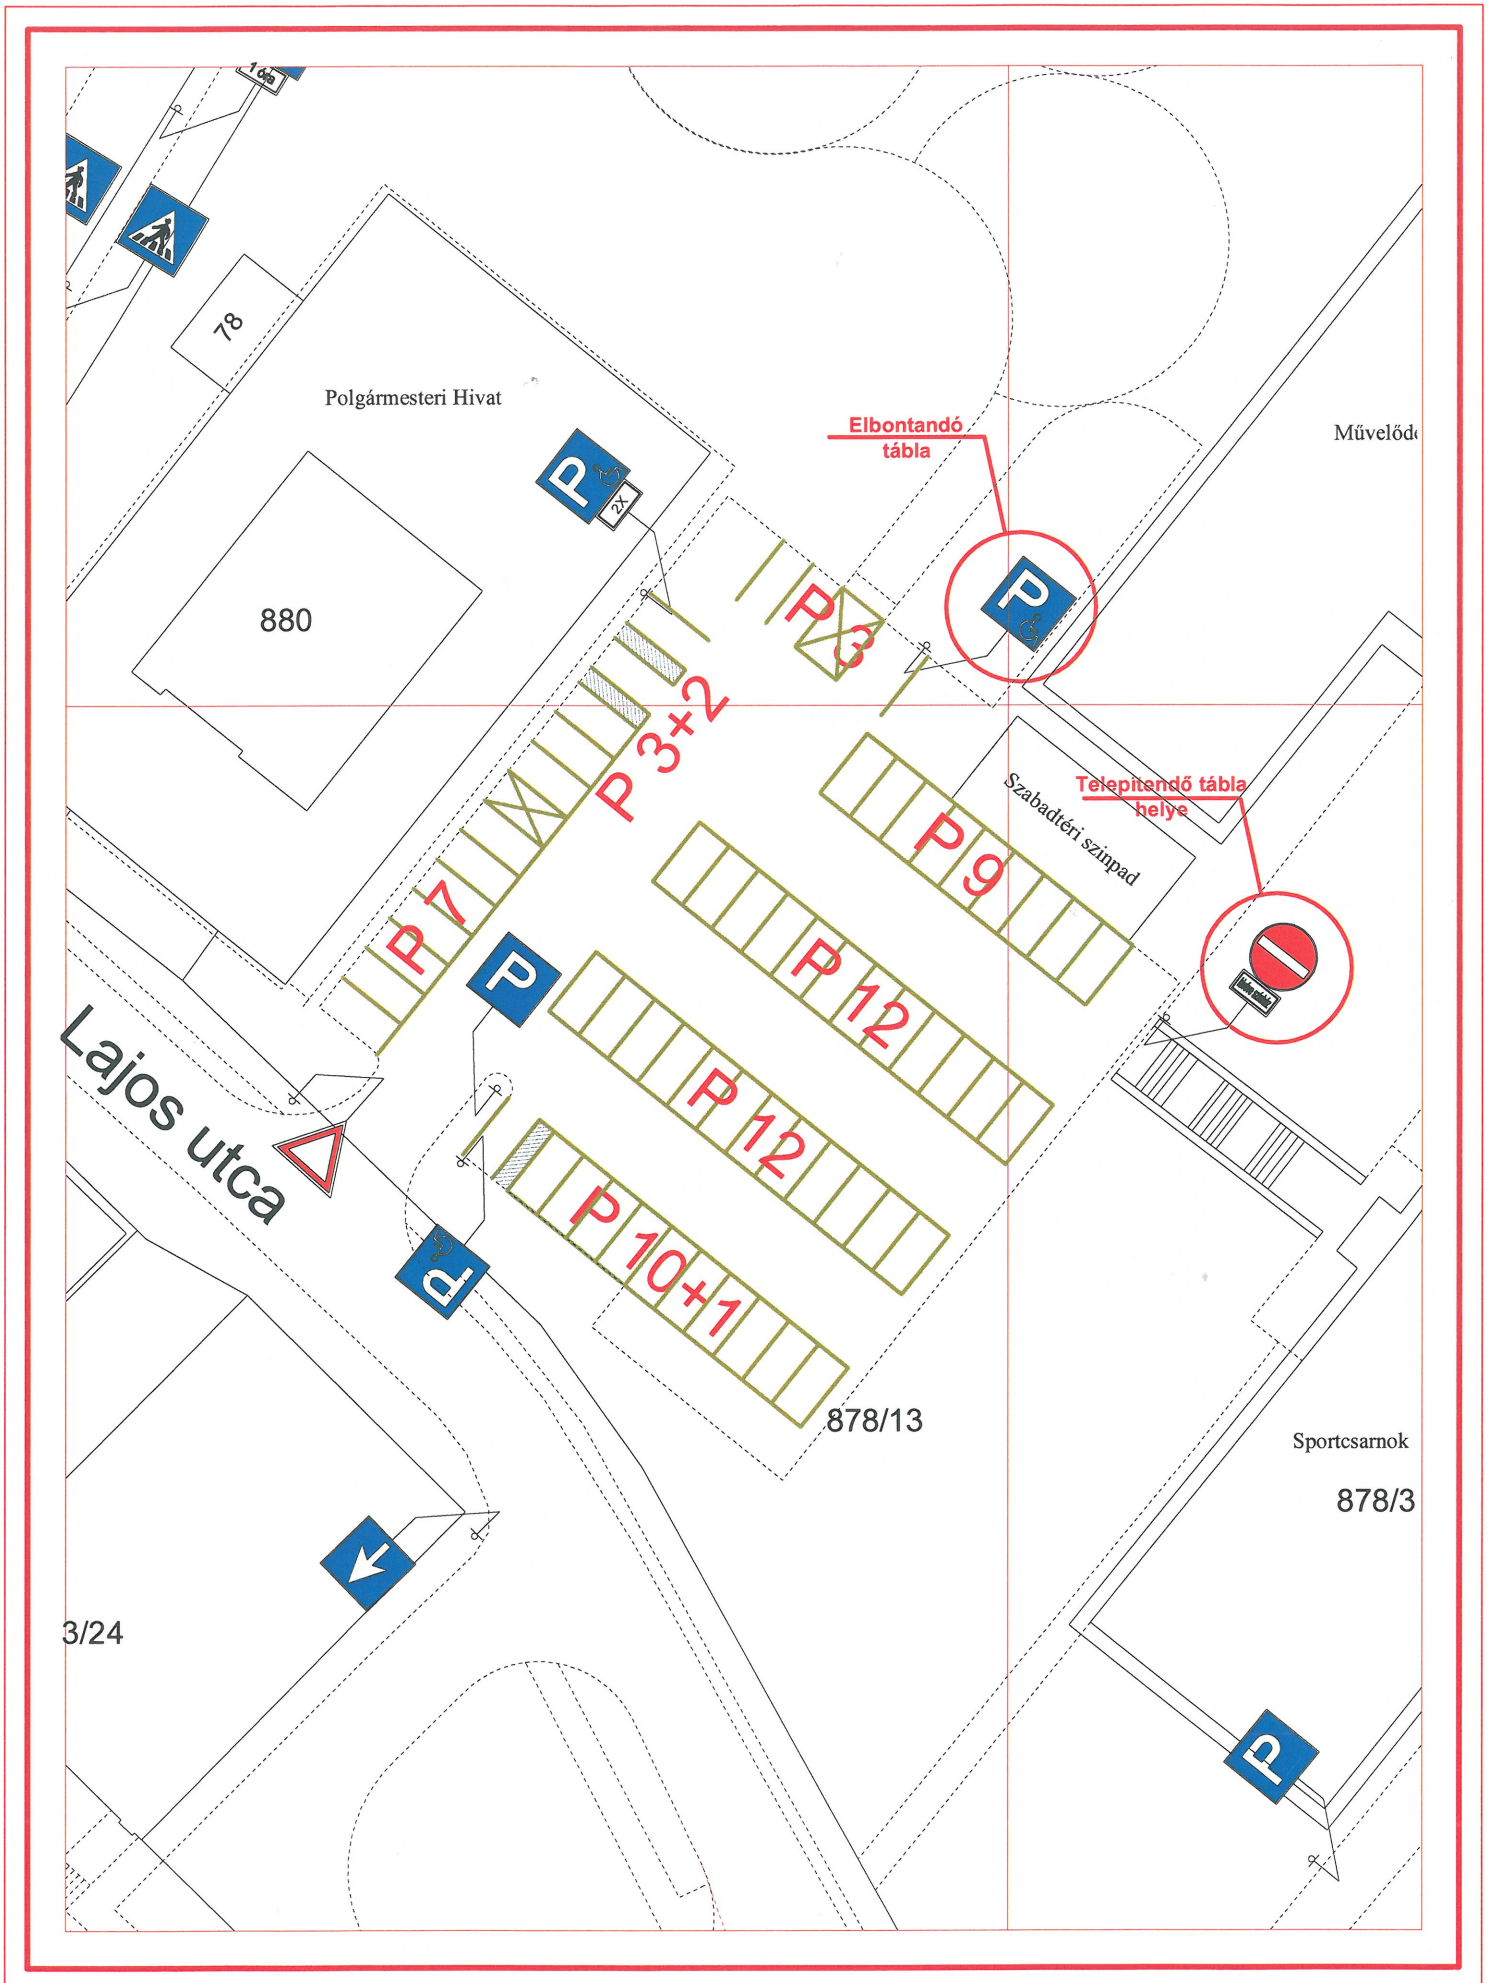 1 óra
78
Polgármesteri Hivat
P
2X
880
Elbontandó
tábla
Művelőd
P
P 3
P 3+2
Telepitendő tábla
helye
Szabadtéri szinpad
P 9
P 7
P 12
P
P 12
Lajos utca
P 10+1
P
878/13
Sportcsarnok
878/3
3/24
P